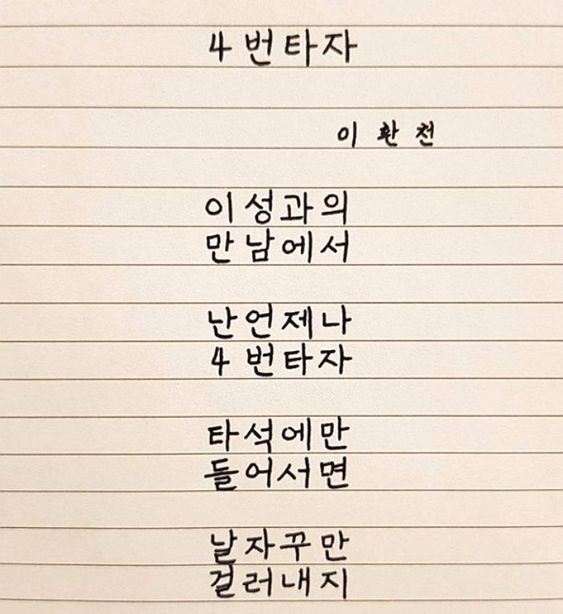 4번타자
이환천
이성과의
만남에서
난언제나
4번타자
타석에만
들어서면
날자꾸만
걸러내지